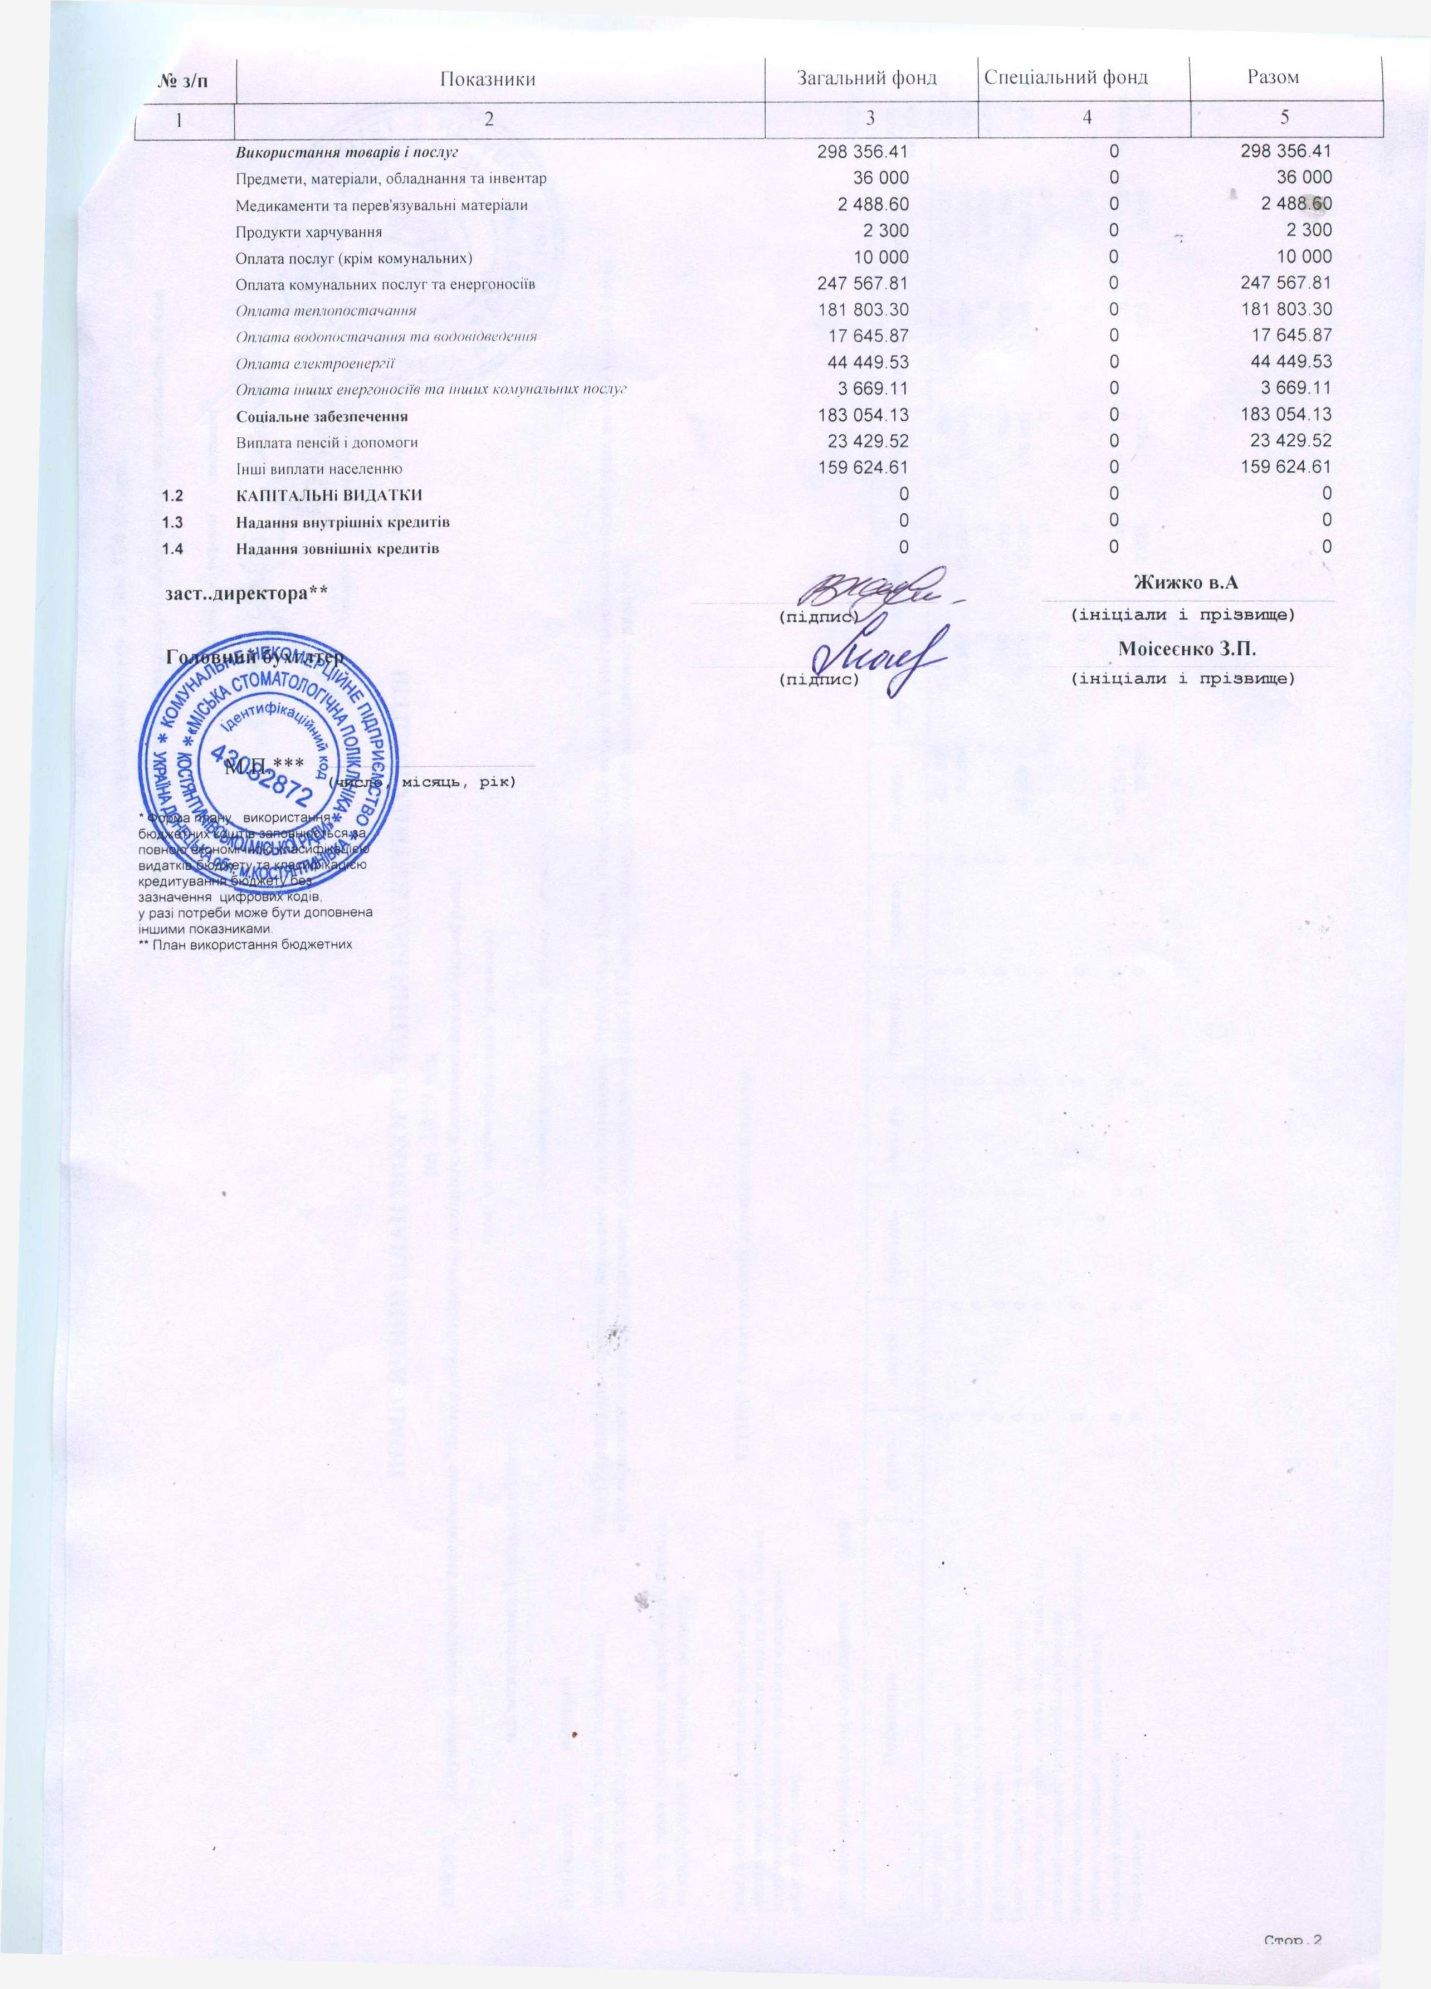 № з/п Показники Загальний фонд Спеціальний фонд Разом
1 2 3 4 5
Використання товарів і послуг 298 356.41 0 298 356.41
Предмети, матеріали, обладнання та інвентар 36 000 0 36 000
Медикаменти та перев'язувальні матеріали 2 488.60 0 2 488.60
Продукти харчування 2 300 0 2 300
Оплата послуг (крім комунальних) 10 000 0 10 000
Оплата комунальних послуг та енергоносіїв 247 567.81 0 247 567.81
Оплата теплопостачання 181 803.30 0 181 803.30
Оплата водопостачання та водовідведення 17 645.87 0 17 645.87
Оплата електроенергії 44 449.53 0 44 449.53
Оплата інших енергоносіїв та інших комунальних послуг 3 669.11 0 3 669.11
Соціальне забезпечення 183 054.13 0 183 054.13
Виплата пенсій і допомоги 23 429.52 0 23 429.52
Інші виплати населенню 159 624.61 0 159 624.61
1.2 КАПІТАЛЬНі ВИДАТКИ 0 0 0
1.3 Надання внутрішніх кредитів 0 0 0
1.4 Надання зовнішніх кредитів 0 0 0
заст..директора** Жижко в.А
(підпис) (ініціали і прізвище)
Головний бухгалтер Моісеєнко З.П.
(підпис) (ініціали і прізвище)
КОМУНАЛЬНЕ НЕКОМЕРЦІЙНЕ ПІДПРИЄМСТВО
УКРАЇНА ДОНЕЦЬКА обл. м.КОСТЯНТИНІВКА
«МІСЬКА СТОМАТОЛОГІЧНА ПОЛІКЛІНІКА»
КОСТЯНТИНІВСЬКОЇ МІСЬКОЇ РАДИ
Ідентифікаційний код
43082872
М.П.***
(число, місяць, рік)
* Форма плану використання
бюджетних коштів заповнюється за
повною економічною класифікацією
видатків бюджету та класифікацією
кредитування бюджету без
зазначення цифрових кодів,
у разі потреби може бути доповнена
іншими показниками.
** План використання бюджетних
Стор.2